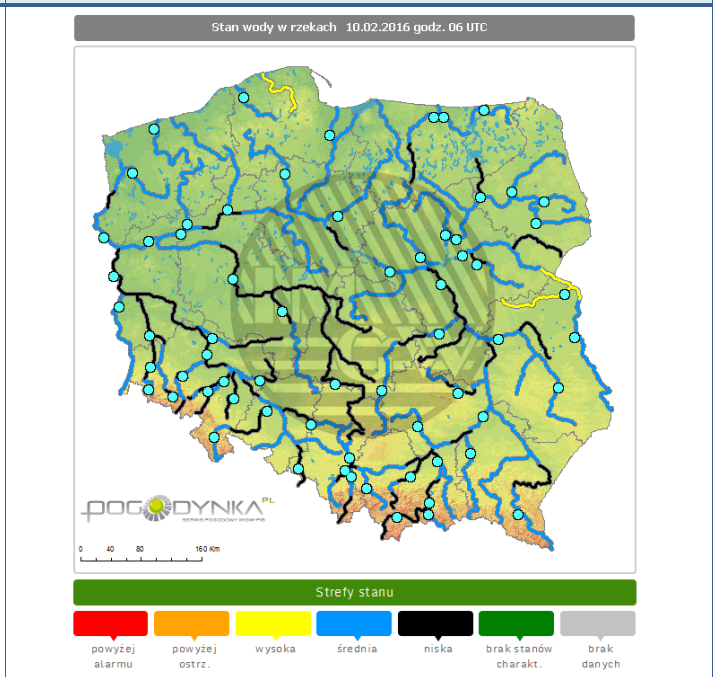 Stan wody w rzekach 10.02.2016 godz. 06 UTC
POGODYNKA.PL
SERWIS POGODOWY IMGW-PIB
0 40 80 160 Km
Strefy stanu
powyżej alarmu
powyżej ostrz.
wysoka
średnia
niska
brak stanów charakt.
brak danych